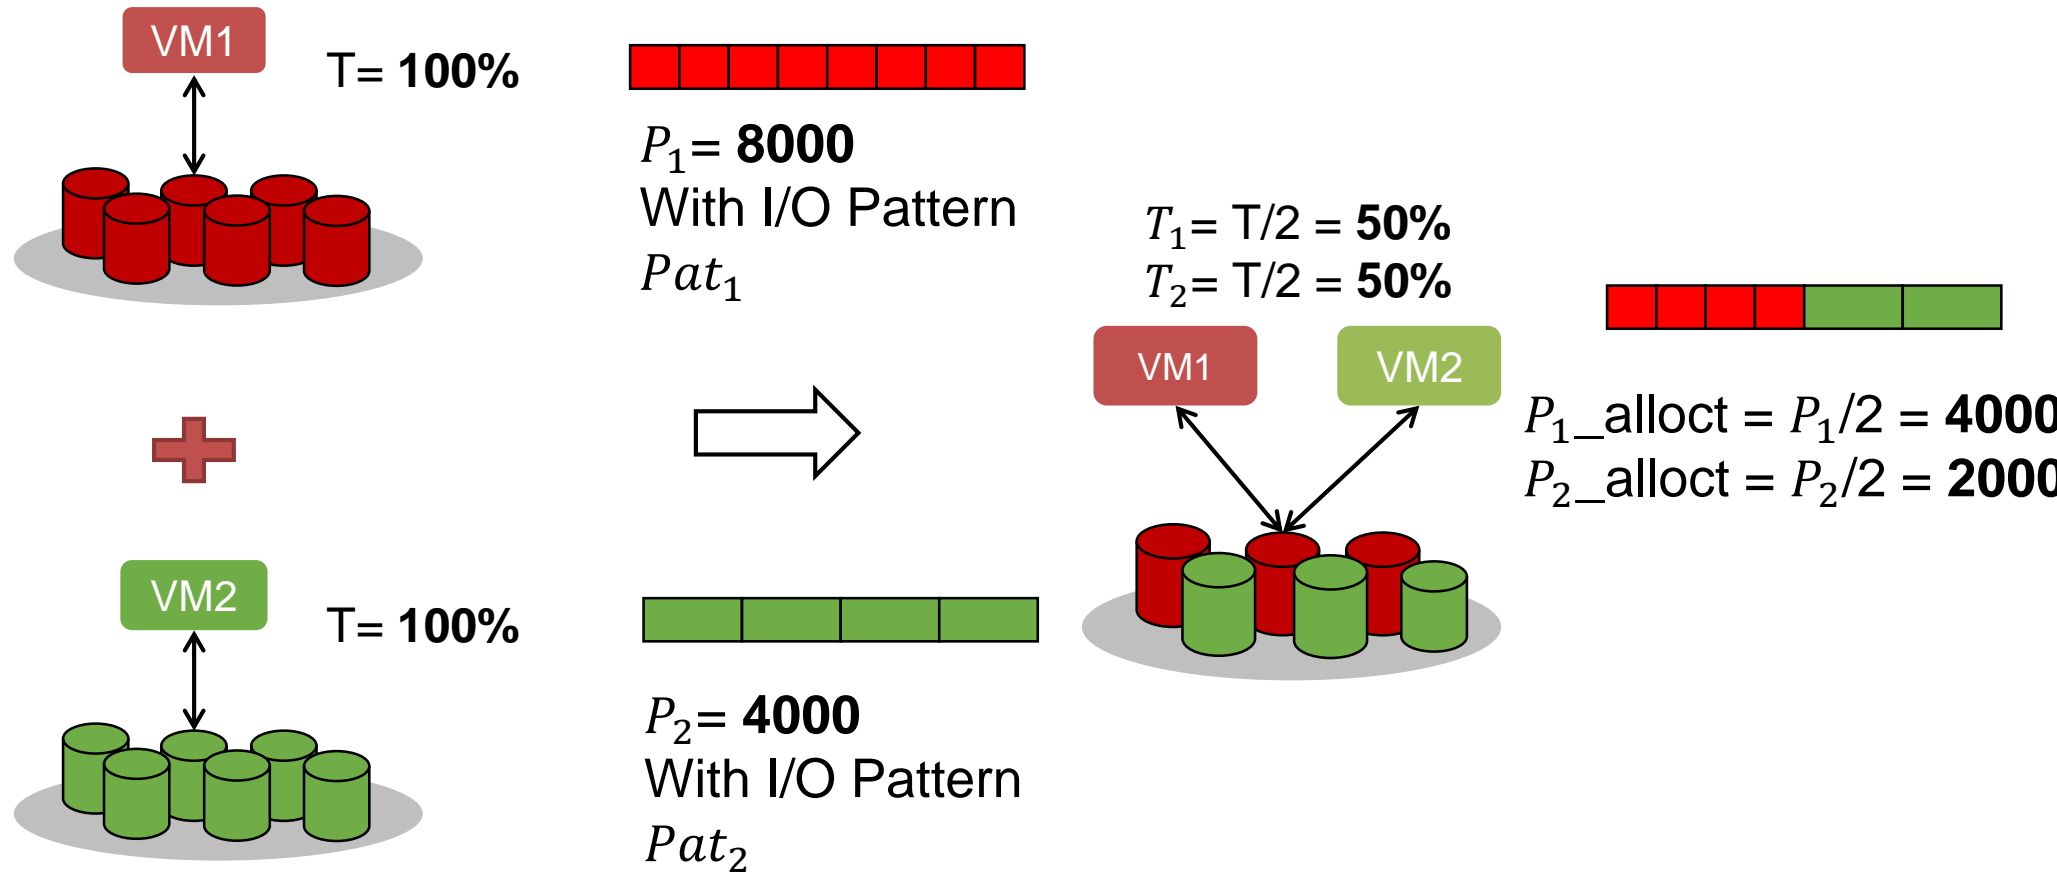 VM1
T= 100%
P₁= 8000
With I/O Pattern
Pat₁
VM2
T= 100%
P₂= 4000
With I/O Pattern
Pat₂
T₁= T/2 = 50%
T₂= T/2 = 50%
VM1
VM2
P₁_alloct = P₁/2 = 4000
P₂_alloct = P₂/2 = 2000